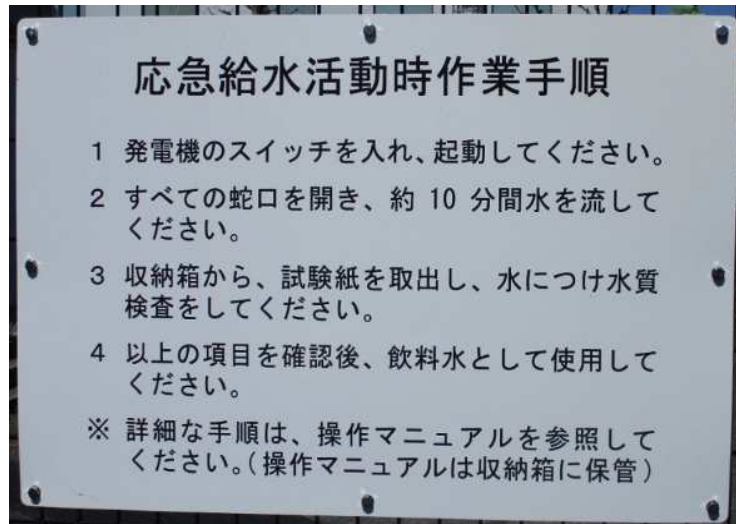 応急給水活動時作業手順
1 発電機のスイッチを入れ、起動してください。
2 すべての蛇口を開き、約 10 分間水を流して
ください。
3 収納箱から、試験紙を取出し、水につけ水質
検査をしてください。
4 以上の項目を確認後、飲料水として使用して
ください。
※ 詳細な手順は、操作マニュアルを参照して
ください。(操作マニュアルは収納箱に保管)